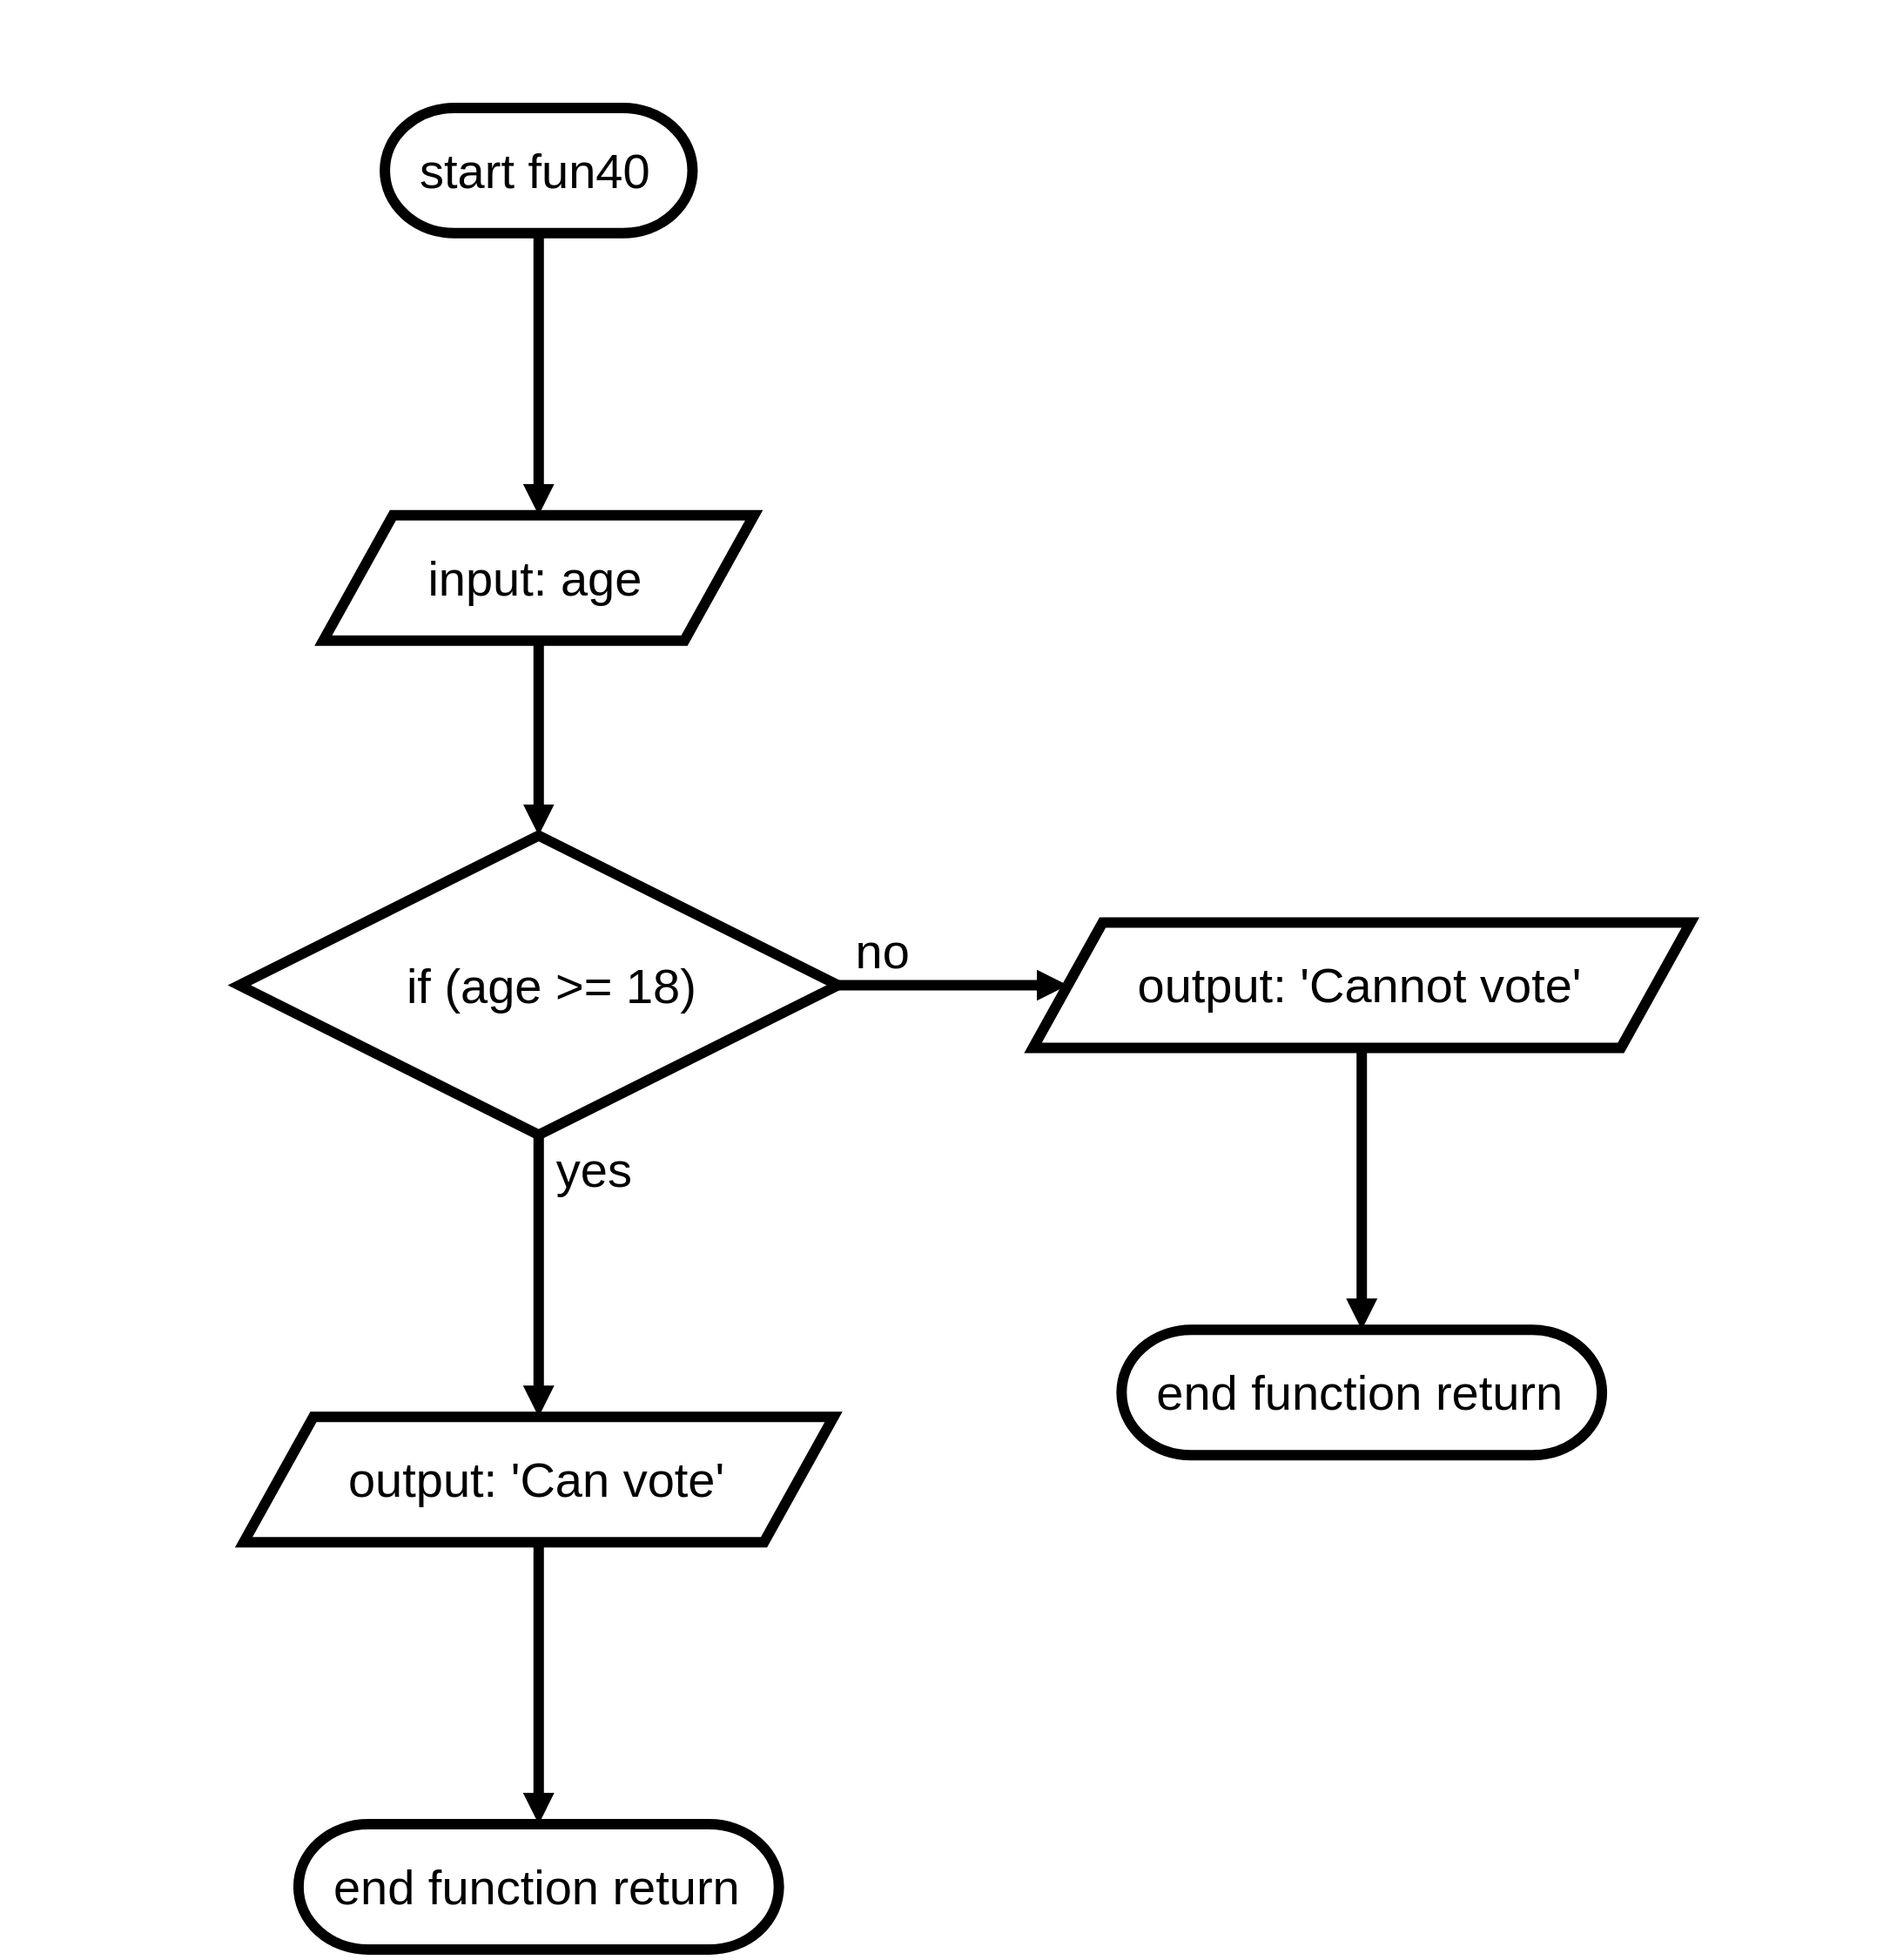 start fun40
input: age
if (age >= 18)
no
output: 'Cannot vote'
yes
end function return
output: 'Can vote'
end function return